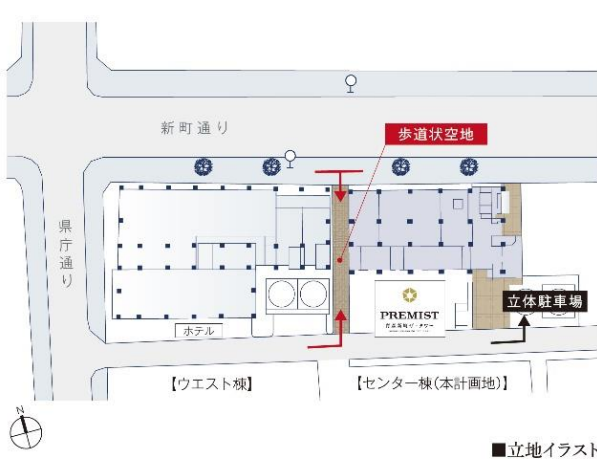 新町通り
歩道状空地
県庁通り
PREMIST
立体駐車場
ホテル
【ウエスト棟】
【センター棟(本計画地)】
N
■立地イラスト